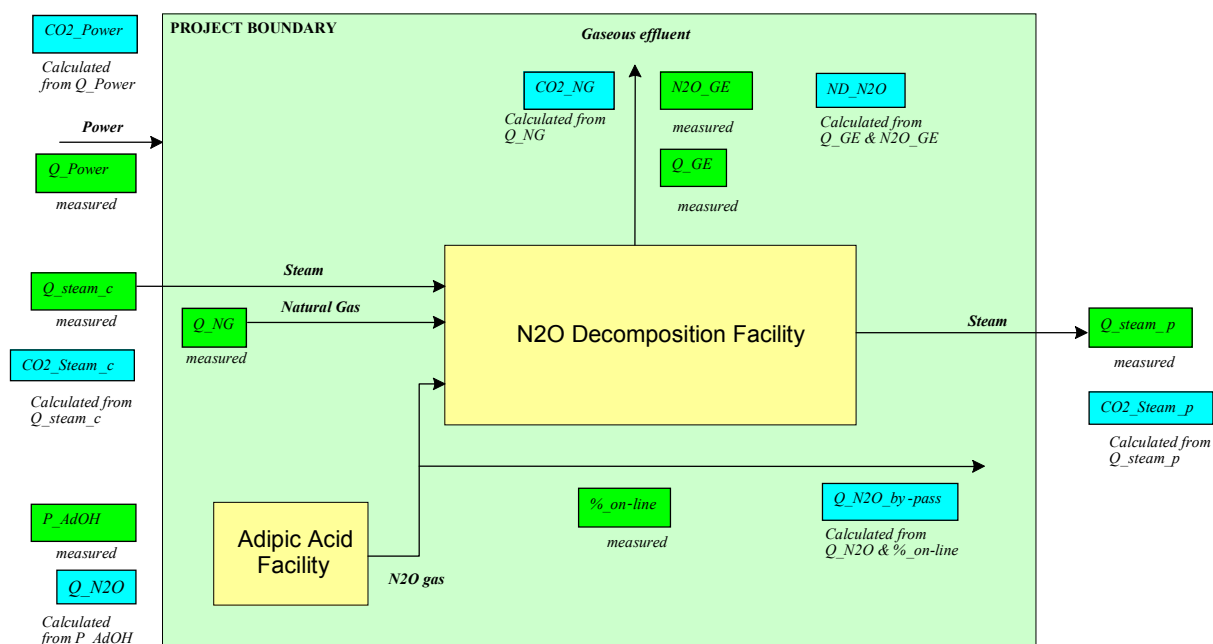 CO2_Power
Calculated
from Q_Power
PROJECT BOUNDARY
Gaseous effluent
CO2_NG
Calculated from
Q_NG
N2O_GE
measured
Q_GE
measured
ND_N2O
Calculated from
Q_GE & N2O_GE
Power
Q_Power
measured
Q_steam_c
measured
Steam
Natural Gas
Q_NG
measured
CO2_Steam_c
Calculated from
Q_steam_c
N2O Decomposition Facility
Steam
Q_steam_p
measured
CO2_Steam_p
Calculated from
Q_steam_p
P_AdOH
measured
Q_N2O
Calculated
from P_AdOH
Adipic Acid
Facility
N2O gas
%_on-line
measured
Q_N2O_by-pass
Calculated from
Q_N2O & %_on-line